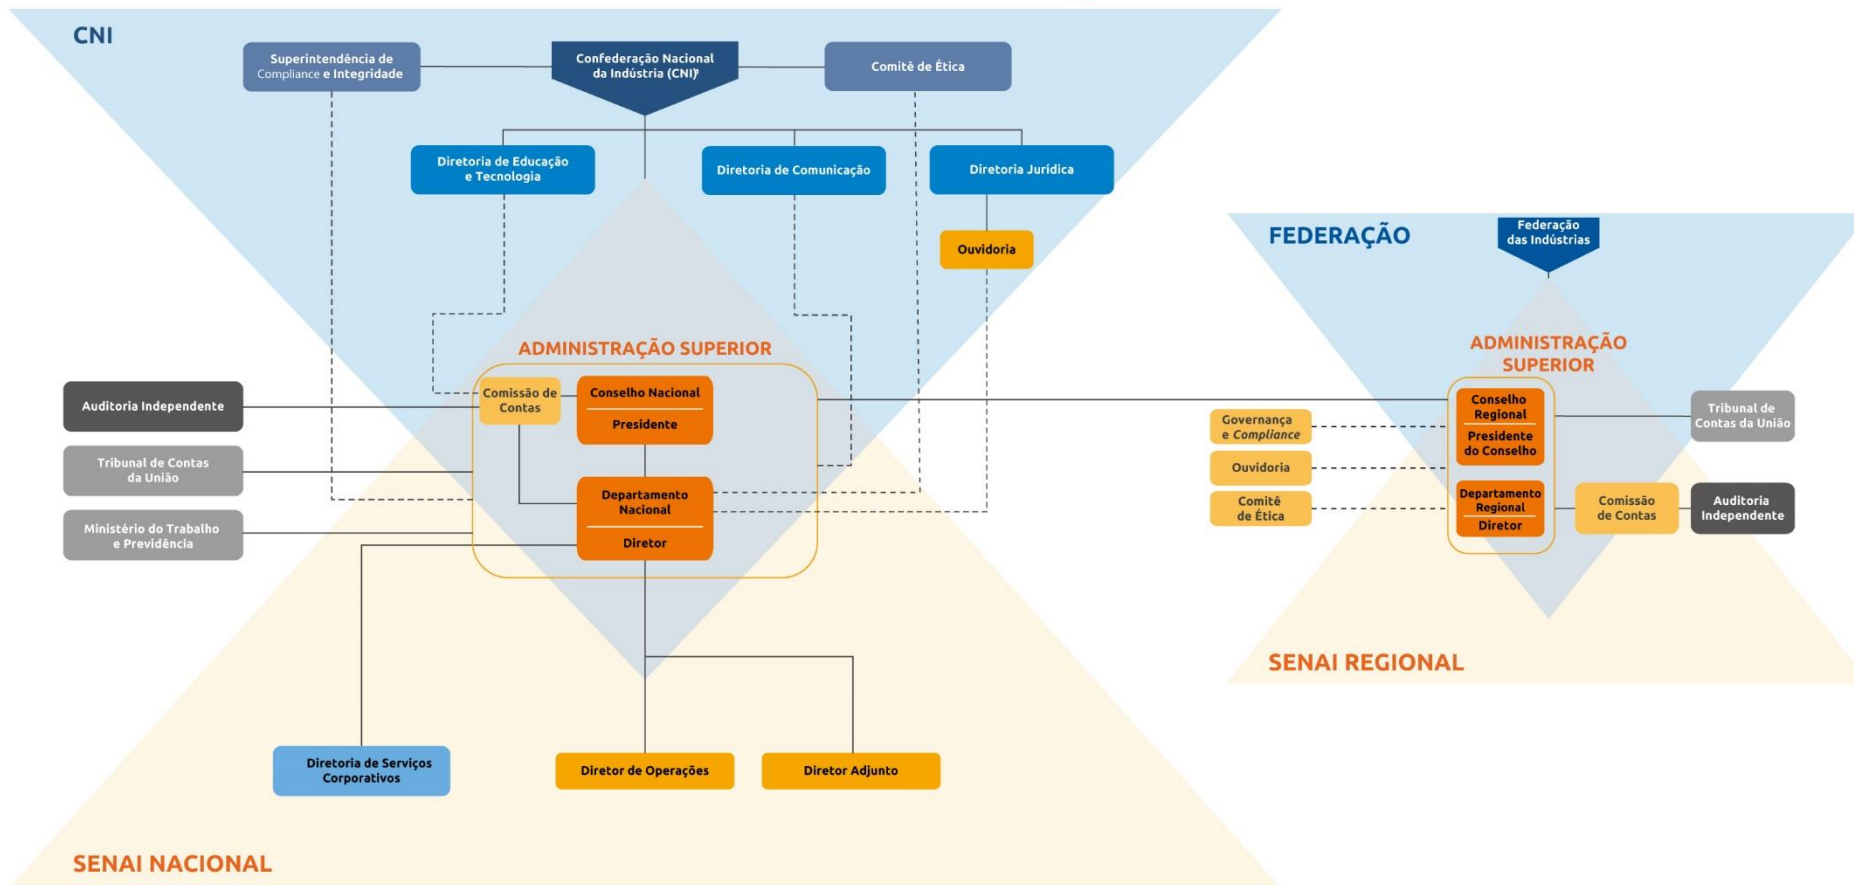 CNI
Superintendência de
Compliance e Integridade
Confederação Nacional
da Indústria (CNI)¹
Comitê de Ética
Diretoria de Educação
e Tecnologia
Diretoria de Comunicação
Diretoria Jurídica
Ouvidoria
ADMINISTRAÇÃO SUPERIOR
Comissão de
Contas
Conselho Nacional
Presidente
Auditoria Independente
Tribunal de Contas
da União
Ministério do Trabalho
e Previdência
Departamento
Nacional
Diretor
Diretoria de Serviços
Corporativos
Diretor de Operações
Diretor Adjunto
SENAI NACIONAL
FEDERAÇÃO
Federação
das Indústrias
ADMINISTRAÇÃO
SUPERIOR
Governança
e Compliance
Ouvidoria
Comitê
de Ética
Conselho
Regional
Presidente
do Conselho
Departamento
Regional
Diretor
Tribunal de
Contas da União
Comissão
de Contas
Auditoria
Independente
SENAI REGIONAL